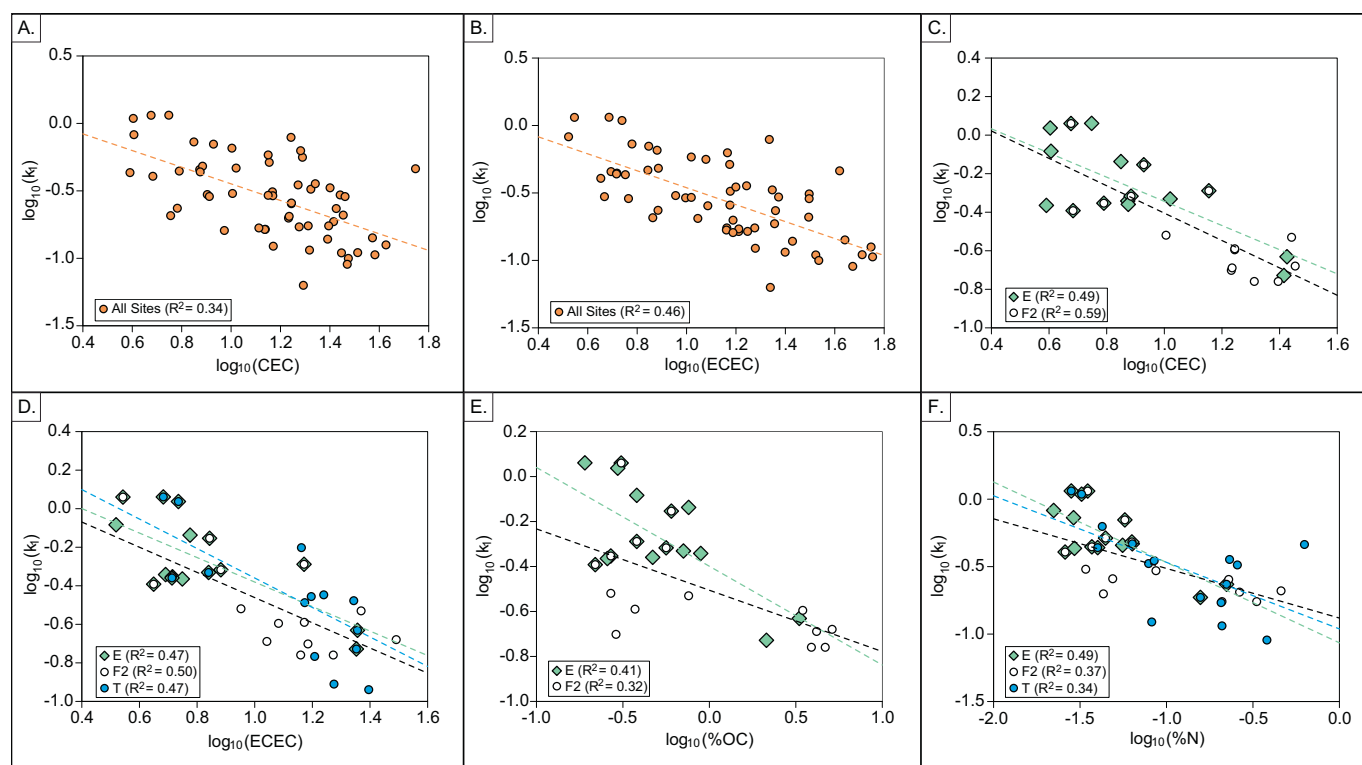 A.
0.5
0.0
-0.5
-1.0
-1.5
log10(k1)
0.4 0.6 0.8 1.0 1.2 1.4 1.6 1.8
log10(CEC)
All Sites (R2= 0.34)
B.
0.5
0.0
-0.5
-1.0
-1.5
log10(k1)
0.4 0.6 0.8 1.0 1.2 1.4 1.6 1.8
log10(ECEC)
All Sites (R2= 0.46)
C.
0.4
0.2
0.0
-0.2
-0.4
-0.6
-0.8
-1.0
log10(k1)
0.4 0.6 0.8 1.0 1.2 1.4 1.6
log10(CEC)
E (R2= 0.49)
F2 (R2= 0.59)
D.
0.4
0.2
0.0
-0.2
-0.4
-0.6
-0.8
-1.0
log10(k1)
0.4 0.6 0.8 1.0 1.2 1.4 1.6
log10(ECEC)
E (R2= 0.47)
F2 (R2= 0.50)
T (R2= 0.47)
E.
0.2
0.0
-0.2
-0.4
-0.6
-0.8
-1.0
log10(k1)
-1.0 -0.5 0.0 0.5 1.0
log10(%OC)
E (R2= 0.41)
F2 (R2= 0.32)
F.
0.5
0.0
-0.5
-1.0
-1.5
log10(k1)
-2.0 -1.5 -1.0 -0.5 0.0
log10(%N)
E (R2= 0.49)
F2 (R2= 0.37)
T (R2= 0.34)